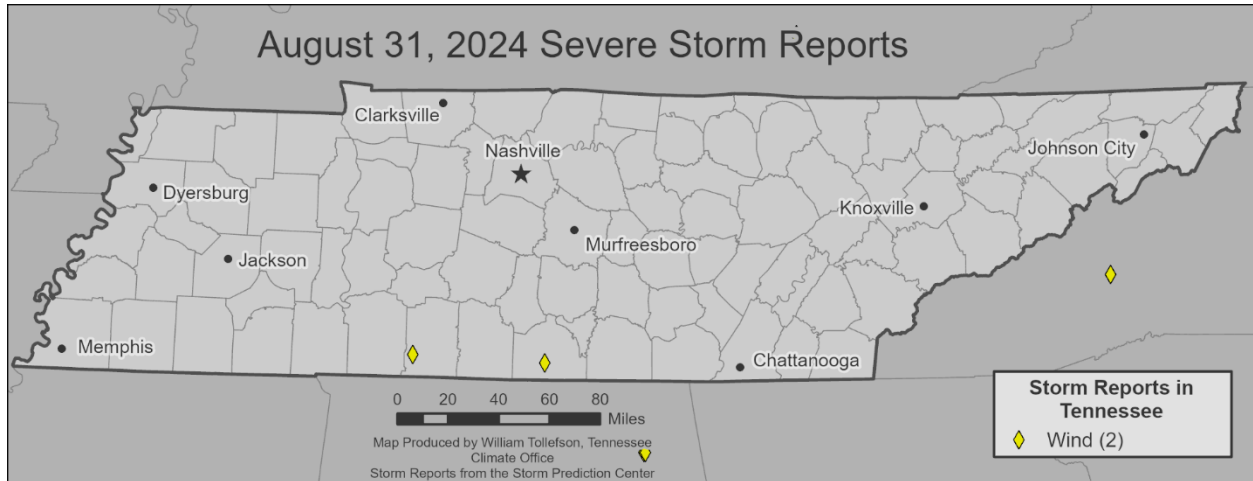 August 31, 2024 Severe Storm Reports
Clarksville
Nashville
Johnson City
Dyersburg
Knoxville
Murfreesboro
Jackson
Memphis
Chattanooga
0 20 40 60 80
Miles
Map Produced by William Tollefson, Tennessee
Climate Office
Storm Reports from the Storm Prediction Center
Storm Reports in
Tennessee
Wind (2)